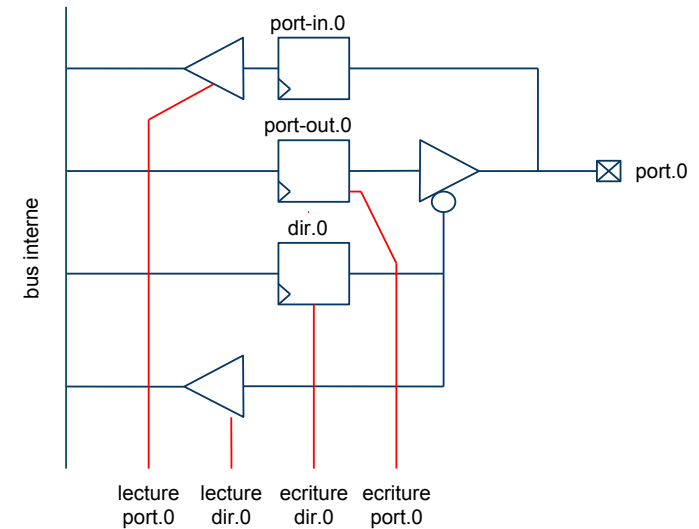 port-in.0
port-out.0
port.0
dir.0
bus interne
lecture
port.0
lecture
dir.0
ecriture
dir.0
ecriture
port.0